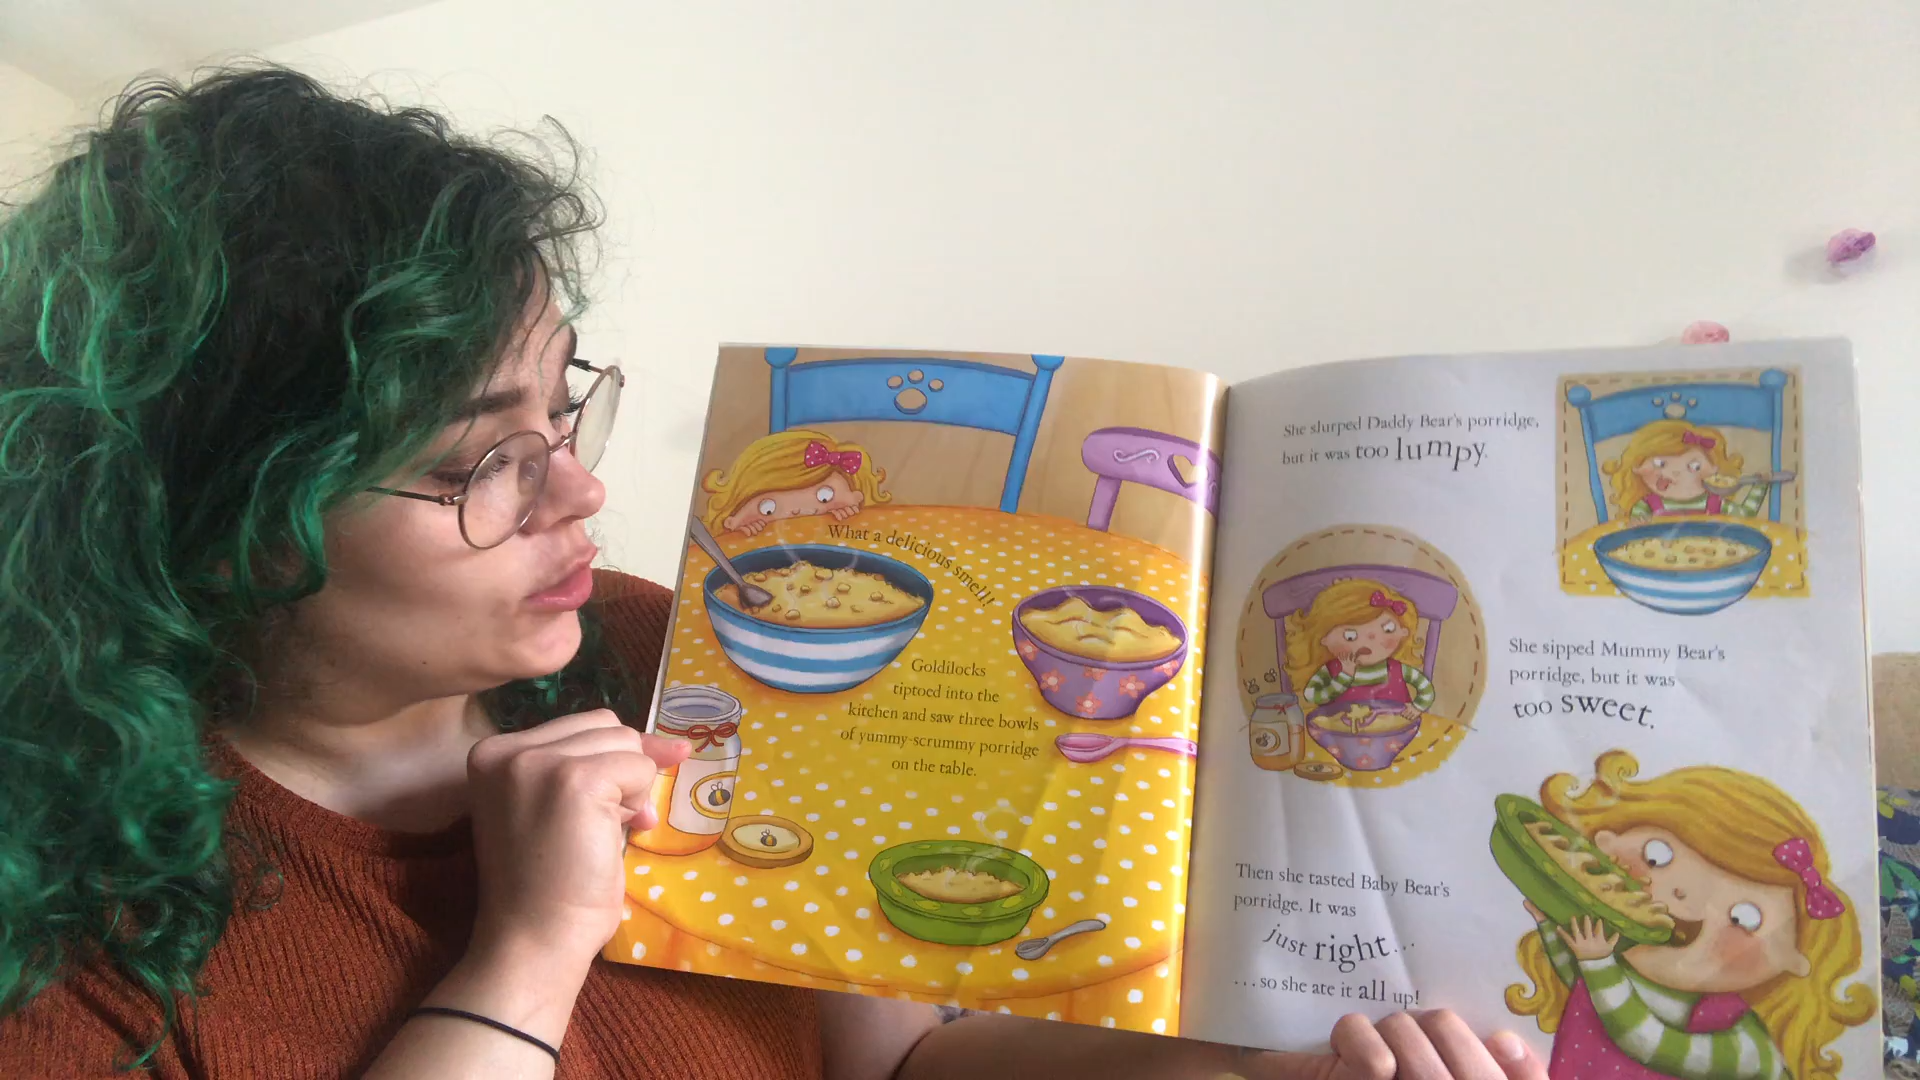 What a delicious smell!
Goldilocks
tiptoed into the
kitchen and saw three bowls
of yummy-scrummy porridge
on the table.
She slurped Daddy Bear's porridge,
but it was too lumpy.
She sipped Mummy Bear's
porridge, but it was
too sweet.
Then she tasted Baby Bear's
porridge. It was
just right...
...so she ate it all up!